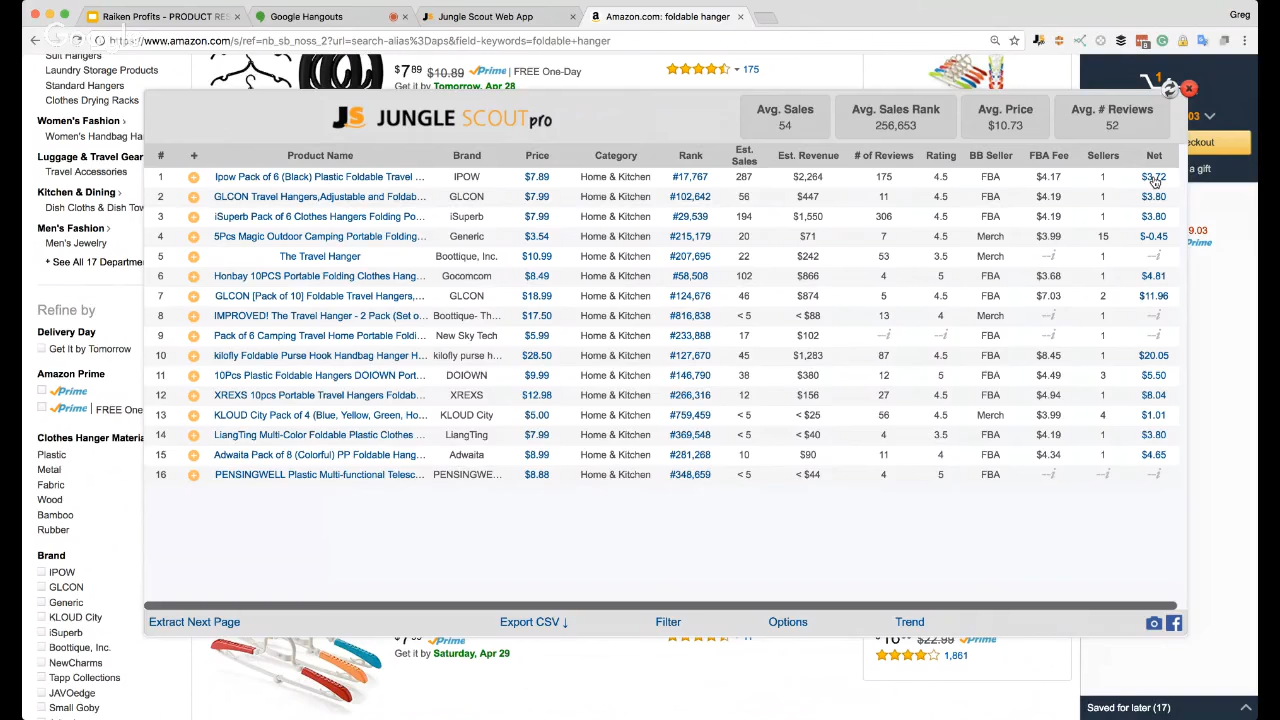 Raiken Profits - PRODUCT RES
Google Hangouts
Jungle Scout Web App
Amazon.com: foldable hanger
Greg
Google
https://www.amazon.com/s/ref=nb_sb_noss_2?url=search-alias%3Daps&field-keywords=foldable+hanger
Suit Hangers
Laundry Storage Products
Standard Hangers
Clothes Drying Racks
Women's Fashion ›
Women's Handbag Ha
Luggage & Travel Gear
Travel Accessories
Kitchen & Dining ›
Dish Cloths & Dish Tow
Men's Fashion ›
Men's Jewelry
+ See All 17 Departme
Refine by
Delivery Day
Get It by Tomorrow
Amazon Prime
Prime
Prime | FREE One
Clothes Hanger Materia
Plastic
Metal
Fabric
Wood
Bamboo
Rubber
Brand
IPOW
GLCON
Generic
KLOUD City
iSuperb
Boottique, Inc.
NewCharms
Tapp Collections
JAVOedge
Small Goby
$7⁸⁹ $10.89 Prime | FREE One-Day
Get it by Tomorrow, Apr 28
175
JS JUNGLE SCOUT pro
Avg. Sales
54
Avg. Sales Rank
256,653
Avg. Price
$10.73
Avg. # Reviews
52
# + Product Name Brand Price Category Rank Est. Sales Est. Revenue # of Reviews Rating BB Seller FBA Fee Sellers Net
1 Ipow Pack of 6 (Black) Plastic Foldable Travel ... IPOW $7.89 Home & Kitchen #17,767 287 $2,264 175 4.5 FBA $4.17 1 $3.72
2 GLCON Travel Hangers,Adjustable and Foldab... GLCON $7.99 Home & Kitchen #102,642 56 $447 11 4.5 FBA $4.19 1 $3.80
3 iSuperb Pack of 6 Clothes Hangers Folding Po... iSuperb $7.99 Home & Kitchen #29,539 194 $1,550 306 4.5 FBA $4.19 1 $3.80
4 5Pcs Magic Outdoor Camping Portable Folding... Generic $3.54 Home & Kitchen #215,179 20 $71 7 4.5 Merch $3.99 15 $-0.45
5 The Travel Hanger Boottique, Inc. $10.99 Home & Kitchen #207,695 22 $242 53 3.5 Merch --i 1 --i
6 Honbay 10PCS Portable Folding Clothes Hang... Gocomcom $8.49 Home & Kitchen #58,508 102 $866 4 5 FBA $3.68 1 $4.81
7 GLCON [Pack of 10] Foldable Travel Hangers,... GLCON $18.99 Home & Kitchen #124,676 46 $874 5 4.5 FBA $7.03 2 $11.96
8 IMPROVED! The Travel Hanger - 2 Pack (Set o... Boottique- Th... $17.50 Home & Kitchen #816,838 < 5 < $88 13 4 Merch --i 1 --i
9 Pack of 6 Camping Travel Home Portable Foldi... New Sky Tech $5.99 Home & Kitchen #233,888 17 $102 --i --i FBA --i 1 --i
10 kilofly Foldable Purse Hook Handbag Hanger H... kilofly purse h... $28.50 Home & Kitchen #127,670 45 $1,283 87 4.5 FBA $8.45 1 $20.05
11 10Pcs Plastic Foldable Hangers DOIOWN Port... DOIOWN $9.99 Home & Kitchen #146,790 38 $380 12 5 FBA $4.49 3 $5.50
12 XREXS 10pcs Portable Travel Hangers Foldab... XREXS $12.98 Home & Kitchen #266,316 12 $156 27 4.5 FBA $4.94 1 $8.04
13 KLOUD City Pack of 4 (Blue, Yellow, Green, Ho... KLOUD City $5.00 Home & Kitchen #759,459 < 5 < $25 56 4.5 Merch $3.99 4 $1.01
14 LiangTing Multi-Color Foldable Plastic Clothes ... LiangTing $7.99 Home & Kitchen #369,548 < 5 < $40 4 3.5 FBA $4.19 1 $3.80
15 Adwaita Pack of 8 (Colorful) PP Foldable Hang... Adwaita $8.99 Home & Kitchen #281,268 10 $90 11 4 FBA $4.34 1 $4.65
16 PENSINGWELL Plastic Multi-functional Telesc... PENSINGWE... $8.88 Home & Kitchen #348,659 < 5 < $44 4 5 FBA --i 1 --i
Extract Next Page
Export CSV ↓
Filter
Options
Trend
Prime
Get it by Saturday, Apr 29
$22.99 Prime
1,861
1
03
eckout
s a gift
9.03
Prime
Saved for later (17)